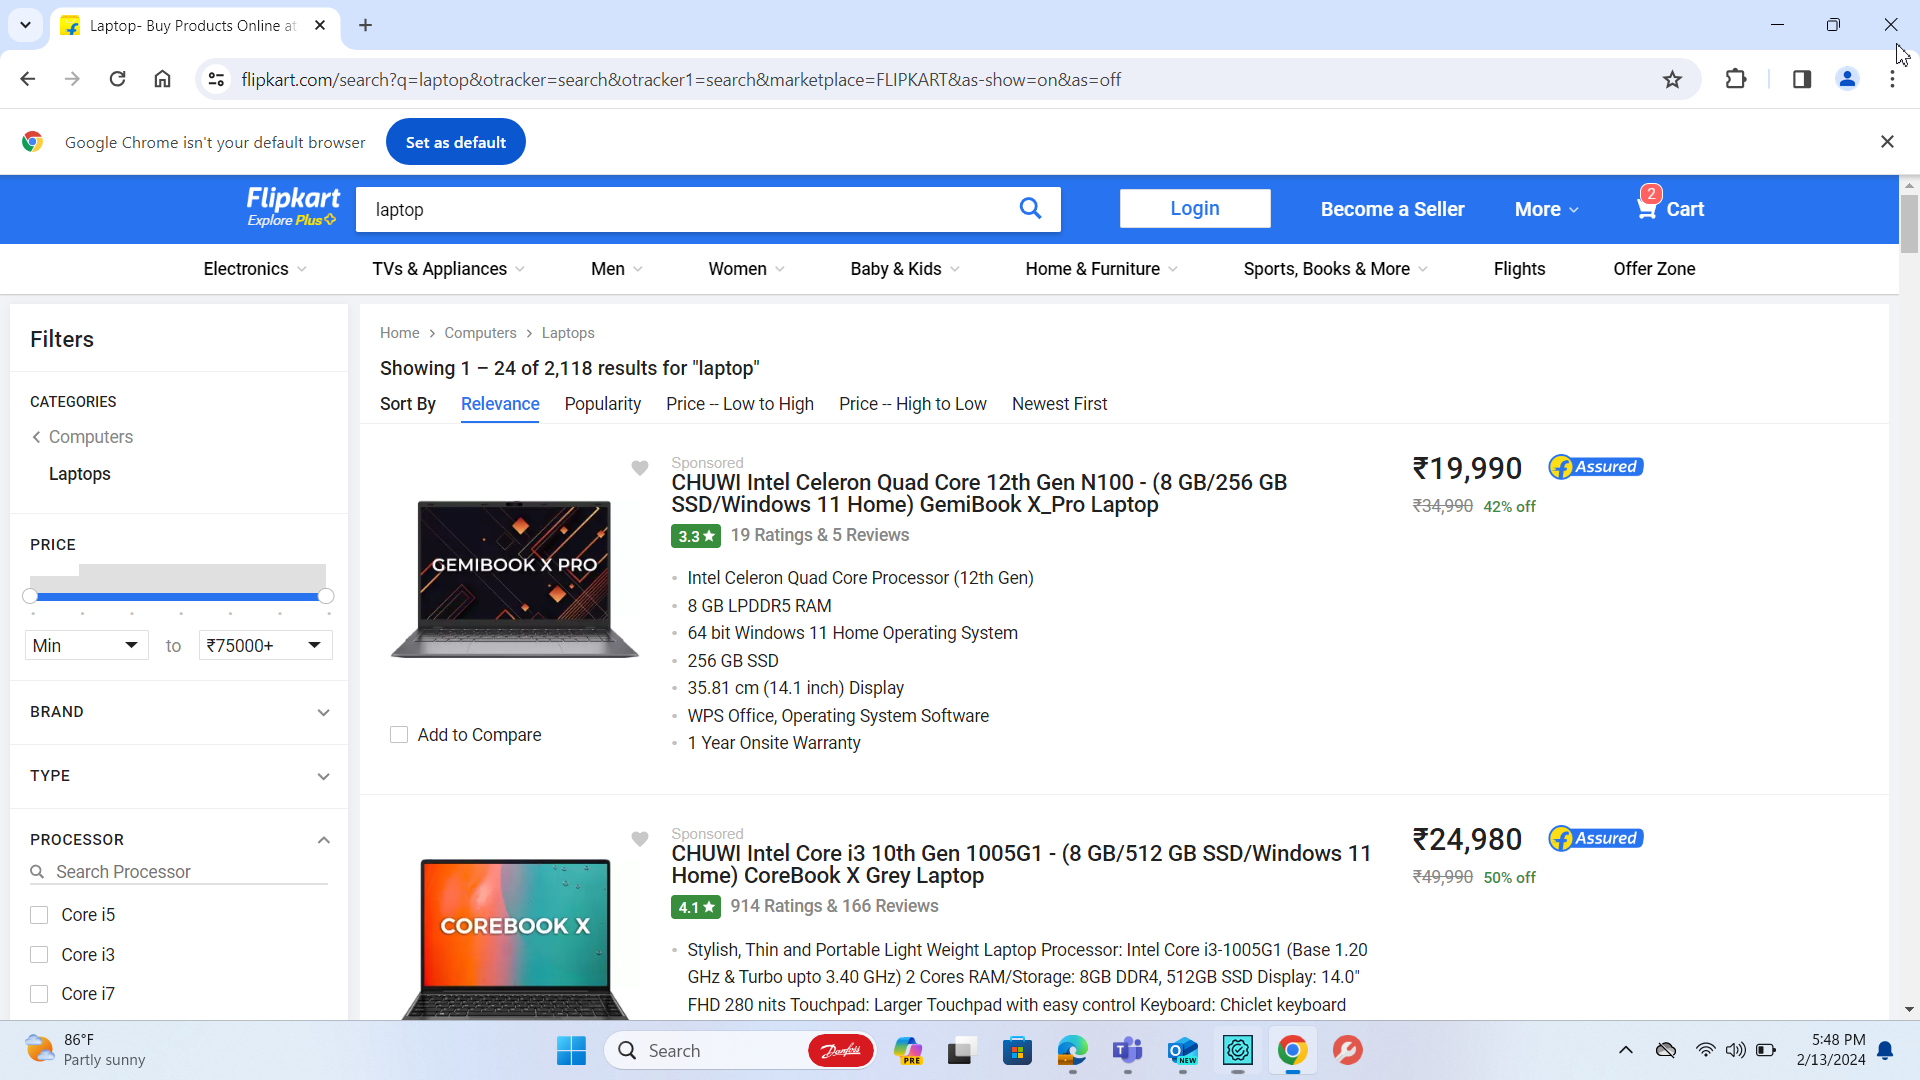 Laptop- Buy Products Online at
flipkart.com/search?q=laptop&otracker=search&otracker1=search&marketplace=FLIPKART&as-show=on&as=off
Google Chrome isn't your default browser
Set as default
Flipkart
Explore Plus
laptop
Login
Become a Seller
More
2
Cart
Electronics
TVs & Appliances
Men
Women
Baby & Kids
Home & Furniture
Sports, Books & More
Flights
Offer Zone
Filters
CATEGORIES
Computers
Laptops
PRICE
Min
to
₹75000+
BRAND
TYPE
PROCESSOR
Search Processor
Core i5
Core i3
Core i7
Home
Computers
Laptops
Showing 1 – 24 of 2,118 results for "laptop"
Sort By
Relevance
Popularity
Price -- Low to High
Price -- High to Low
Newest First
GEMIBOOK X PRO
Add to Compare
Sponsored
CHUWI Intel Celeron Quad Core 12th Gen N100 - (8 GB/256 GB
SSD/Windows 11 Home) GemiBook X_Pro Laptop
3.3★
19 Ratings & 5 Reviews
Intel Celeron Quad Core Processor (12th Gen)
8 GB LPDDR5 RAM
64 bit Windows 11 Home Operating System
256 GB SSD
35.81 cm (14.1 inch) Display
WPS Office, Operating System Software
1 Year Onsite Warranty
₹19,990
Assured
₹34,990
42% off
COREBOOK X
Sponsored
CHUWI Intel Core i3 10th Gen 1005G1 - (8 GB/512 GB SSD/Windows 11
Home) CoreBook X Grey Laptop
4.1★
914 Ratings & 166 Reviews
Stylish, Thin and Portable Light Weight Laptop Processor: Intel Core i3-1005G1 (Base 1.20
GHz & Turbo upto 3.40 GHz) 2 Cores RAM/Storage: 8GB DDR4, 512GB SSD Display: 14.0"
FHD 280 nits Touchpad: Larger Touchpad with easy control Keyboard: Chiclet keyboard
₹24,980
Assured
₹49,990
50% off
86°F
Partly sunny
Search
Danfoss
PRE
NEW
5:48 PM
2/13/2024